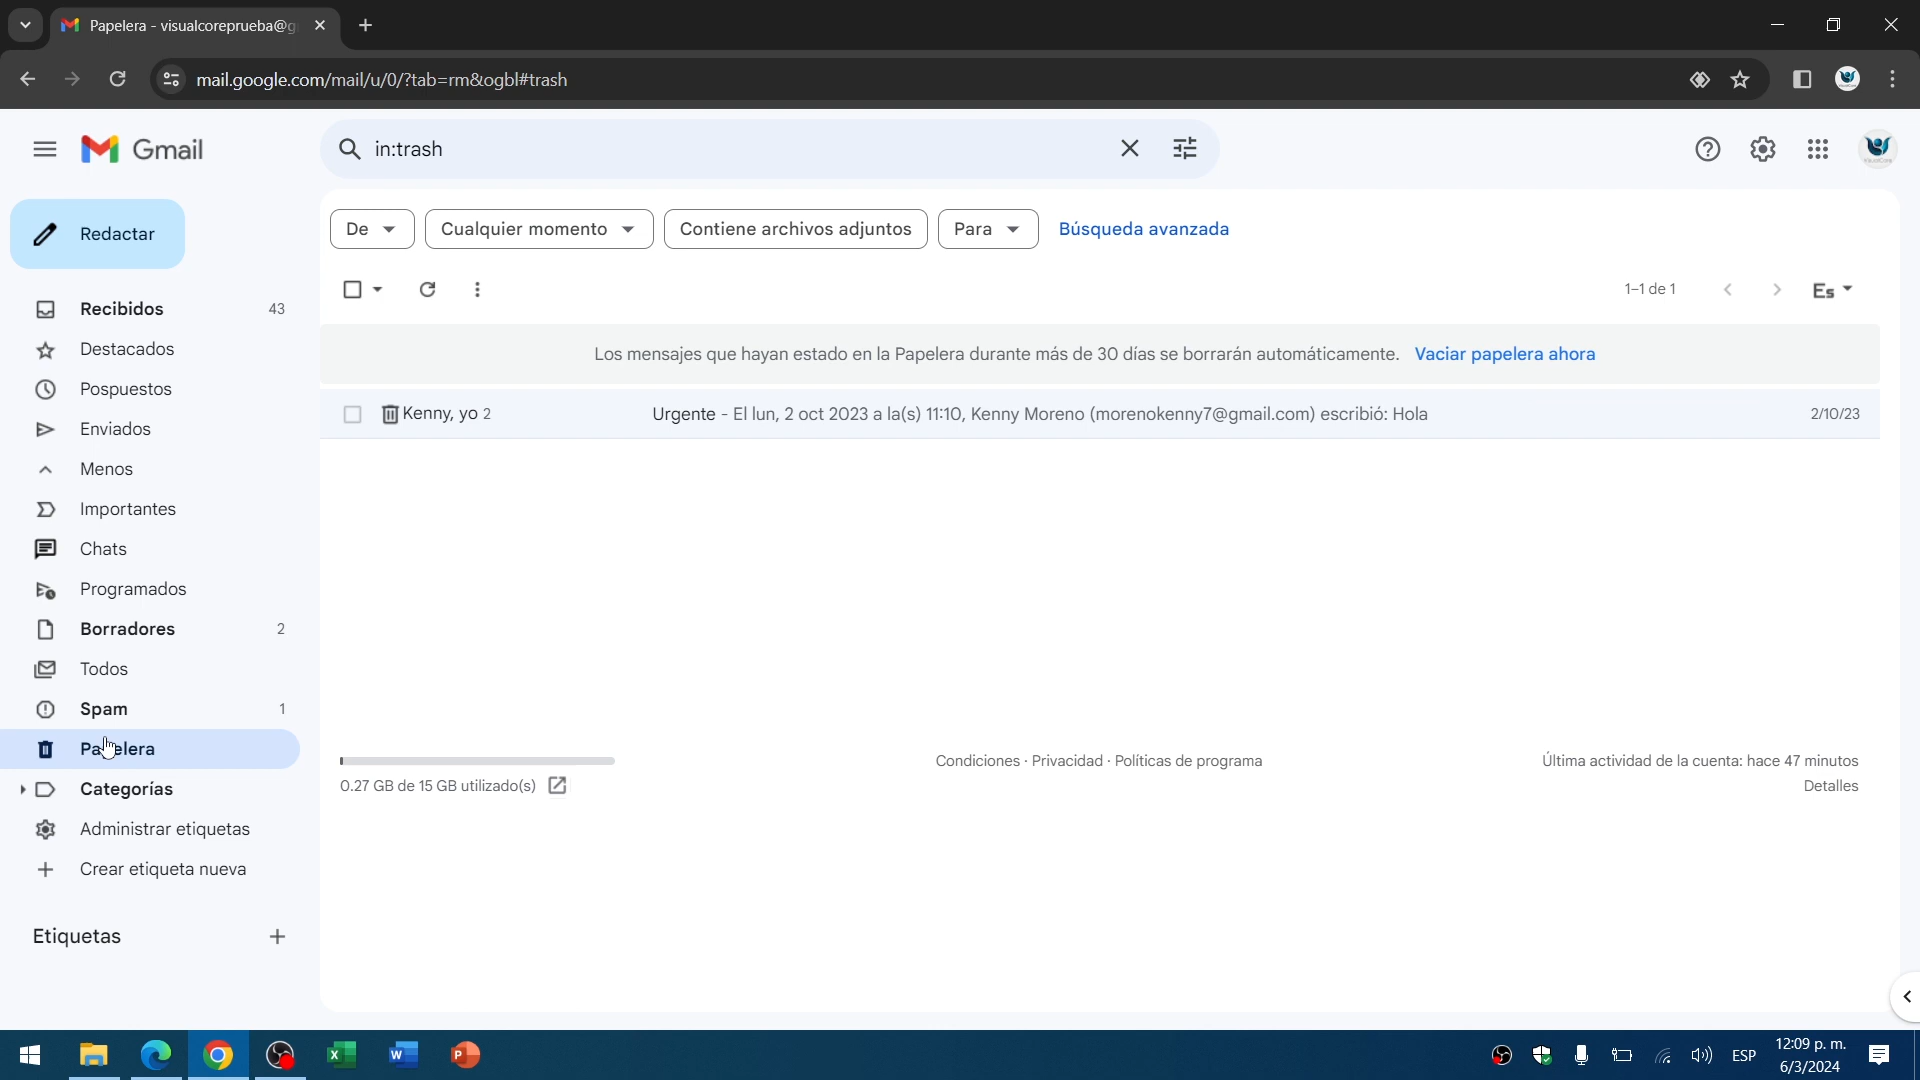 Papelera - visualcoreprueba@g
mail.google.com/mail/u/0/?tab=rm&ogbl#trash
Gmail
in:trash
Redactar
De
Cualquier momento
Contiene archivos adjuntos
Para
Búsqueda avanzada
1-1 de 1
Es
Recibidos 43
Destacados
Pospuestos
Enviados
Menos
Importantes
Chats
Programados
Borradores 2
Todos
Spam 1
Papelera
Categorías
Administrar etiquetas
Crear etiqueta nueva
Etiquetas
Los mensajes que hayan estado en la Papelera durante más de 30 días se borrarán automáticamente. Vaciar papelera ahora
Kenny, yo 2 Urgente - El lun, 2 oct 2023 a la(s) 11:10, Kenny Moreno (morenokenny7@gmail.com) escribió: Hola 2/10/23
0.27 GB de 15 GB utilizado(s)
Condiciones · Privacidad · Políticas de programa
Última actividad de la cuenta: hace 47 minutos
Detalles
ESP
12:09 p. m.
6/3/2024